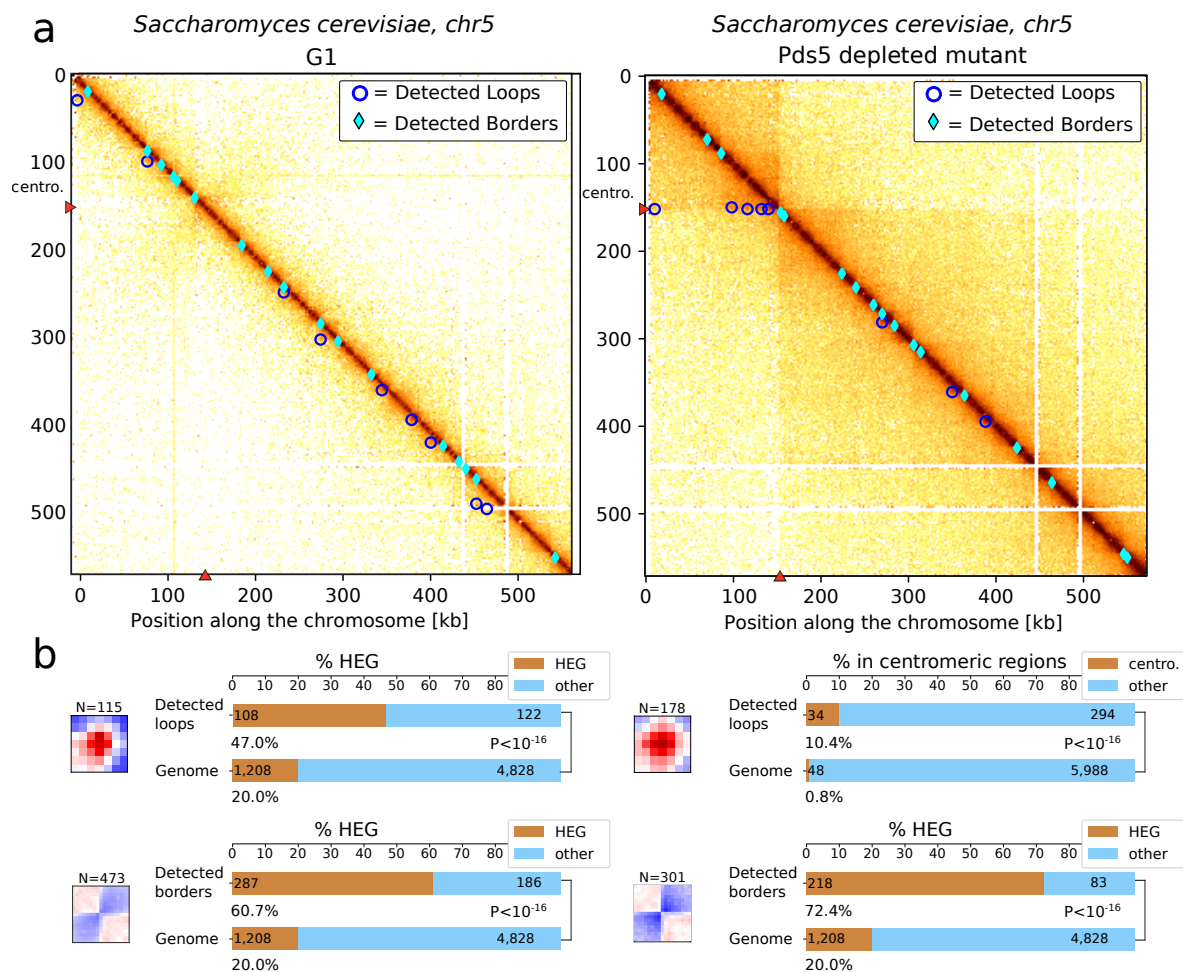 a
Saccharomyces cerevisiae, chr5
G1
= Detected Loops
= Detected Borders
0
100
centro.
200
300
400
500
0 100 200 300 400 500
Position along the chromosome [kb]
Saccharomyces cerevisiae, chr5
Pds5 depleted mutant
= Detected Loops
= Detected Borders
0
100
centro.
200
300
400
500
0 100 200 300 400 500
Position along the chromosome [kb]
b
% HEG
HEG
other
0 10 20 30 40 50 60 70 80
N=115
Detected
loops
108 122
47.0% P<10-16
Genome
1,208 4,828
20.0%
% in centromeric regions
centro.
other
0 10 20 30 40 50 60 70 80
N=178
Detected
loops
34 294
10.4% P<10-16
Genome
48 5,988
0.8%
% HEG
HEG
other
0 10 20 30 40 50 60 70 80
N=473
Detected
borders
287 186
60.7% P<10-16
Genome
1,208 4,828
20.0%
% HEG
HEG
other
0 10 20 30 40 50 60 70 80
N=301
Detected
borders
218 83
72.4% P<10-16
Genome
1,208 4,828
20.0%